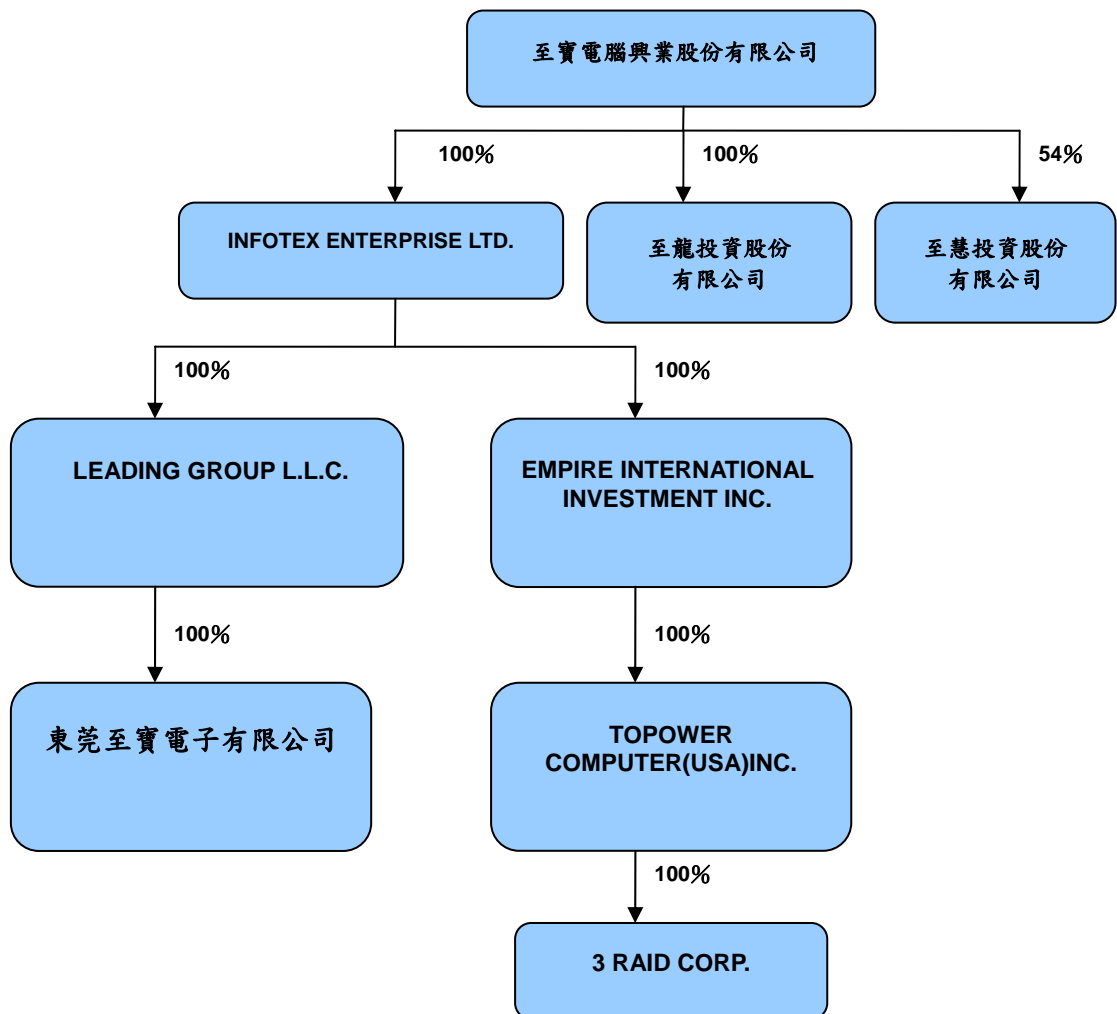 至寶電腦興業股份有限公司
100%
100%
54%
INFOTEX ENTERPRISE LTD.
至龍投資股份
有限公司
至慧投資股份
有限公司
100%
100%
LEADING GROUP L.L.C.
EMPIRE INTERNATIONAL
INVESTMENT INC.
100%
100%
東莞至寶電子有限公司
TOPOWER
COMPUTER(USA)INC.
100%
3 RAID CORP.